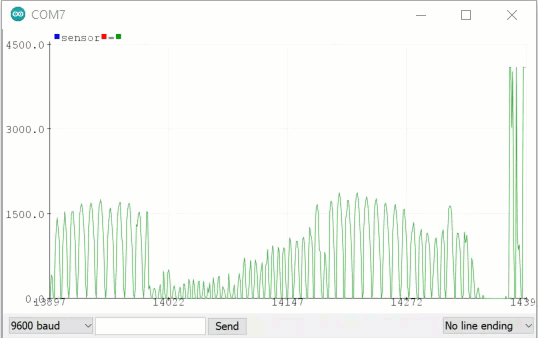 COM7
4500.0
sensor =
3000.0
1500.0
0.0
13897 14022 14147 14272 1439
9600 baud Send No line ending